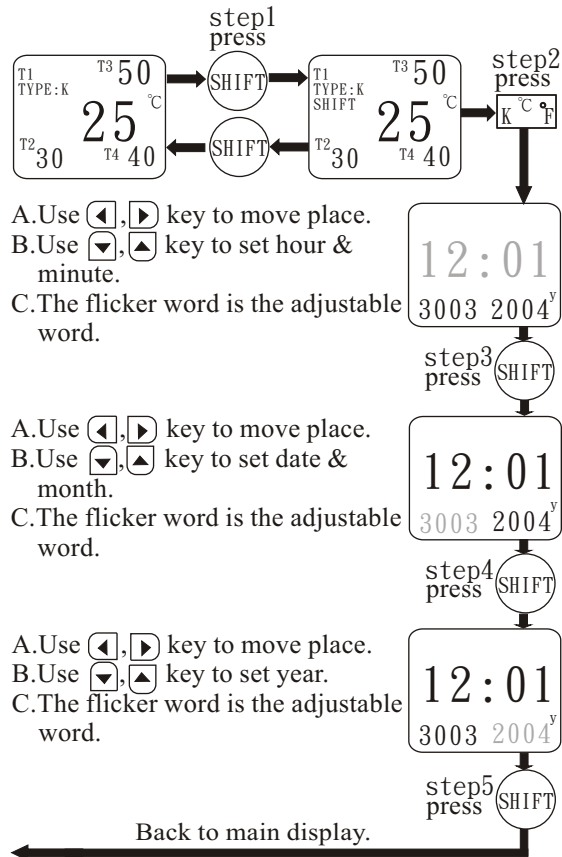 step1
press
T1
TYPE:K
T3 50
25 ℃
T2 30
T4 40
SHIFT
SHIFT
T1
TYPE:K
SHIFT
T3 50
25 ℃
T2 30
T4 40
step2
press
K ℃ °F
A.Use ◀,▶ key to move place.
B.Use ▼,▲ key to set hour &
minute.
C.The flicker word is the adjustable
word.
12:01
3003 2004y
step3
press
SHIFT
A.Use ◀,▶ key to move place.
B.Use ▼,▲ key to set date &
month.
C.The flicker word is the adjustable
word.
12:01
3003 2004y
step4
press
SHIFT
A.Use ◀,▶ key to move place.
B.Use ▼,▲ key to set year.
C.The flicker word is the adjustable
word.
12:01
3003 2004y
step5
press
SHIFT
Back to main display.